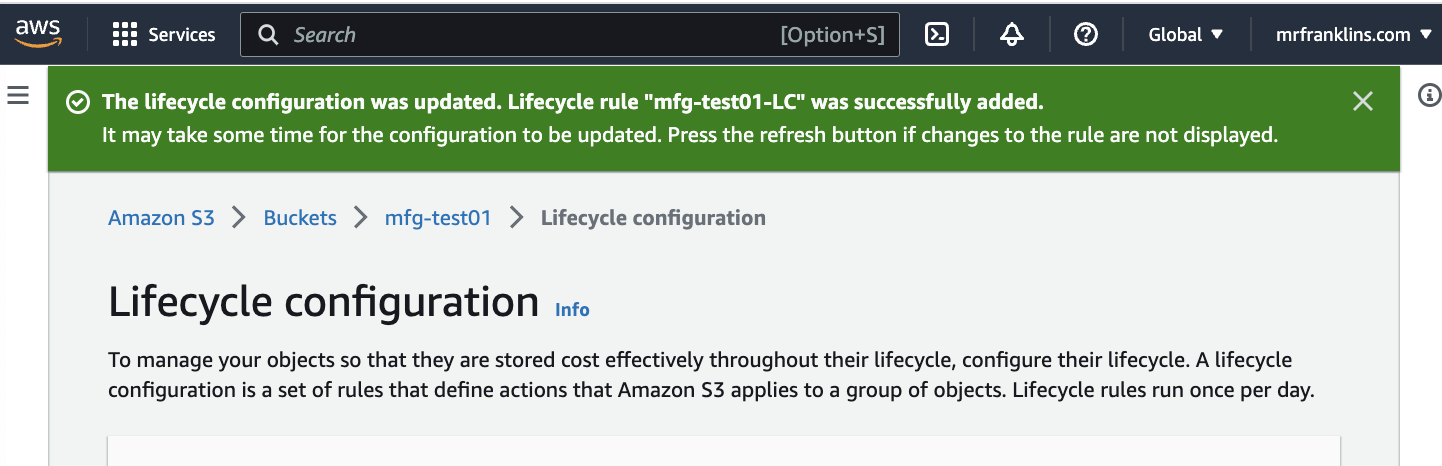 aws Services Search [Option+S] Global mrfranklins.com
The lifecycle configuration was updated. Lifecycle rule "mfg-test01-LC" was successfully added.
It may take some time for the configuration to be updated. Press the refresh button if changes to the rule are not displayed.
Amazon S3 > Buckets > mfg-test01 > Lifecycle configuration
Lifecycle configuration Info
To manage your objects so that they are stored cost effectively throughout their lifecycle, configure their lifecycle. A lifecycle
configuration is a set of rules that define actions that Amazon S3 applies to a group of objects. Lifecycle rules run once per day.